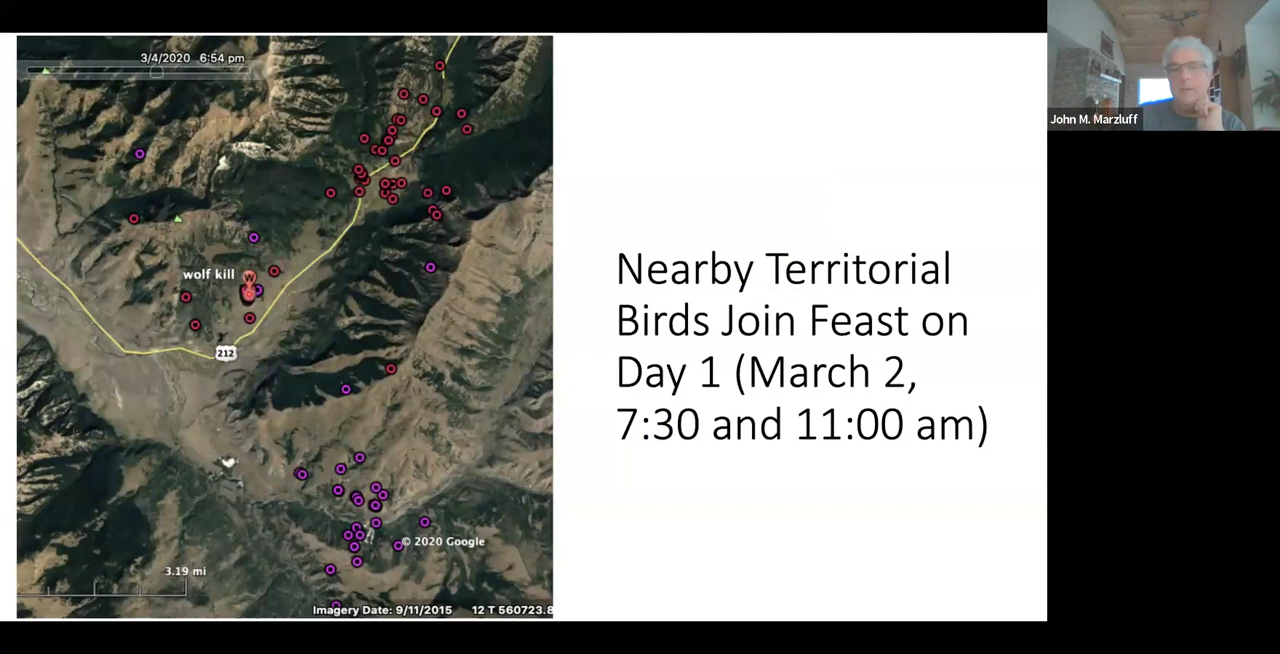 3/4/2020 6:54 pm
John M. Marzluff
wolf kill
W
212
Nearby Territorial
Birds Join Feast on
Day 1 (March 2,
7:30 and 11:00 am)
© 2020 Google
3.19 mi
Imagery Date: 9/11/2015 12 T 560723.8